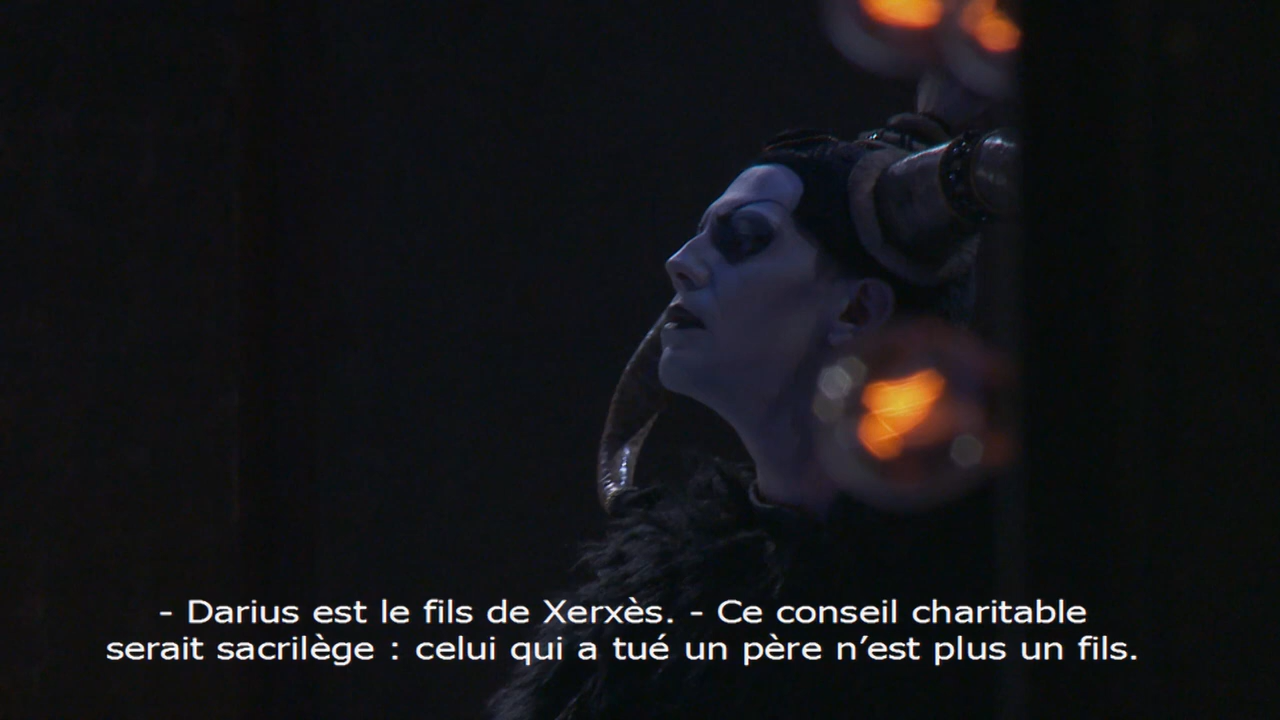 - Darius est le fils de Xerxès. - Ce conseil charitable
serait sacrilège : celui qui a tué un père n’est plus un fils.